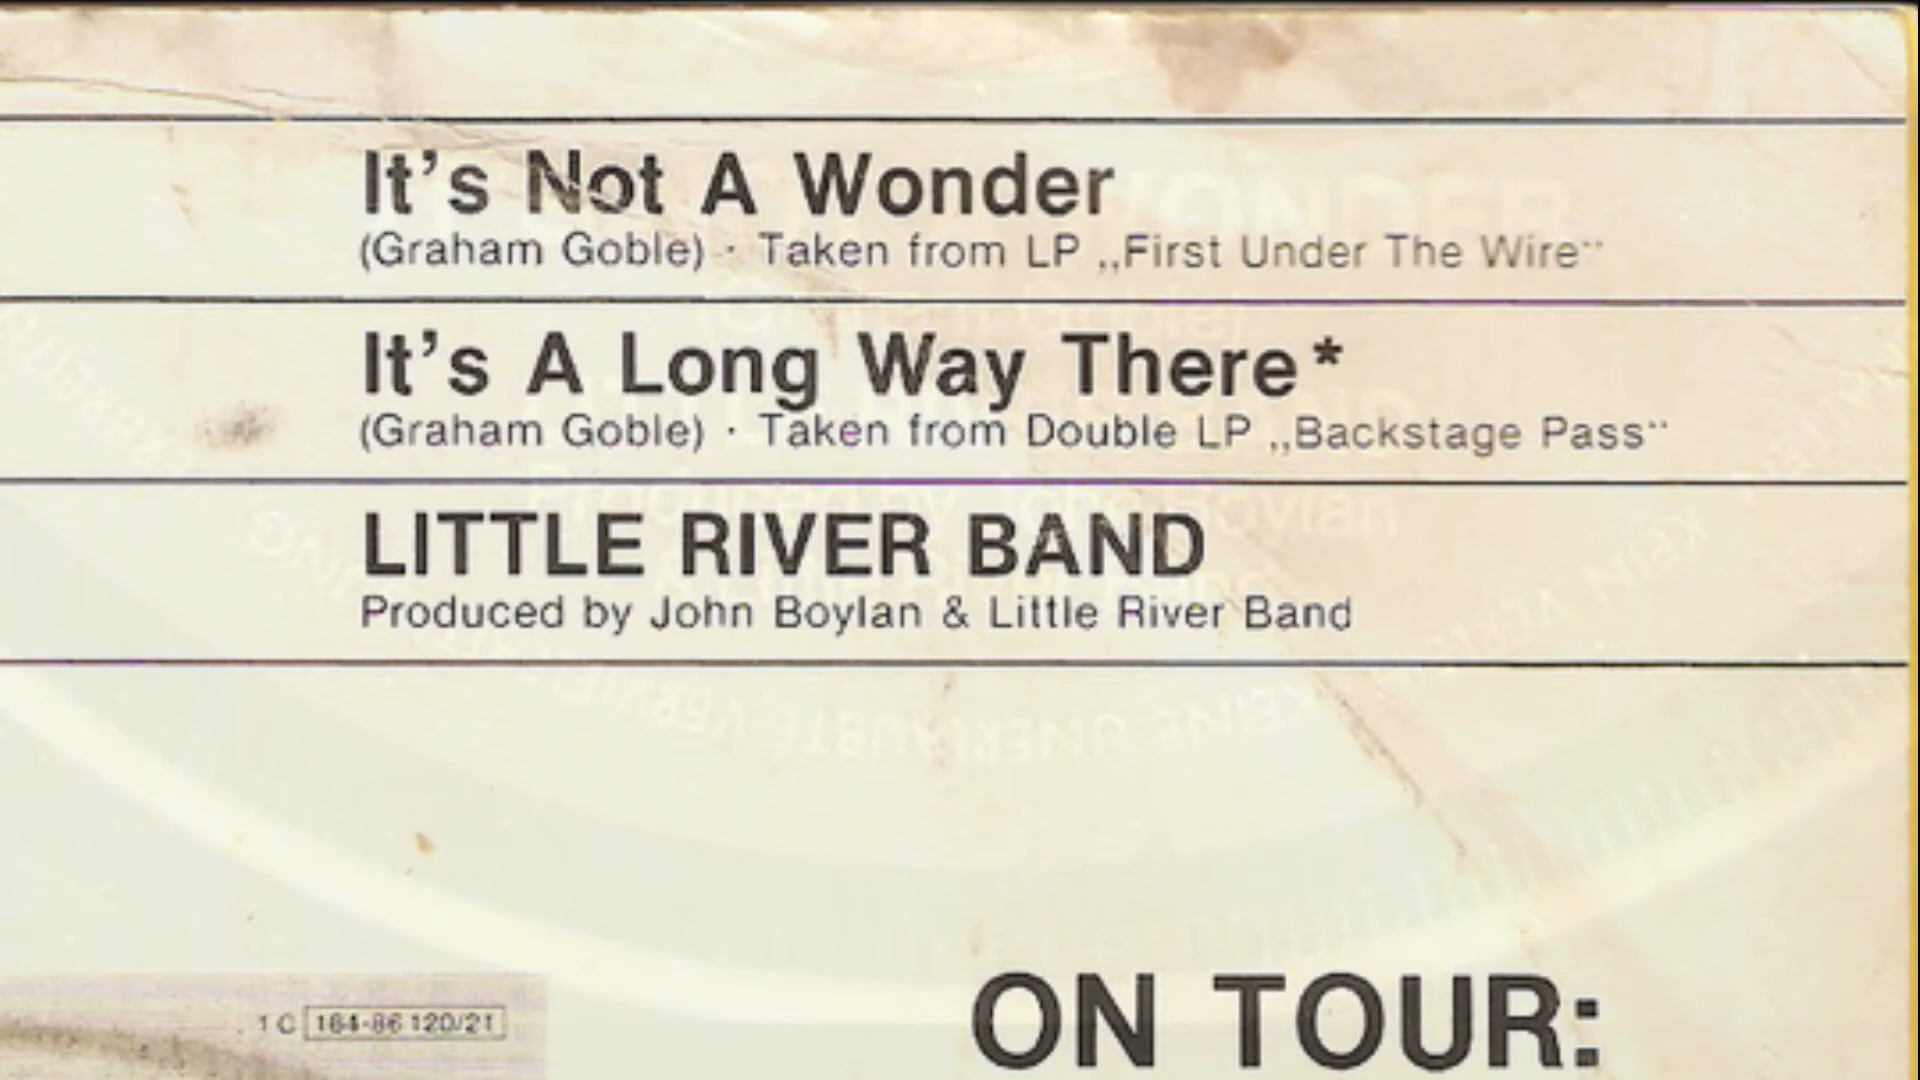 It's Not A Wonder
(Graham Goble) · Taken from LP „First Under The Wire“
It's A Long Way There*
(Graham Goble) · Taken from Double LP „Backstage Pass“
LITTLE RIVER BAND
Produced by John Boylan & Little River Band
1C 164-86 120/21
ON TOUR: